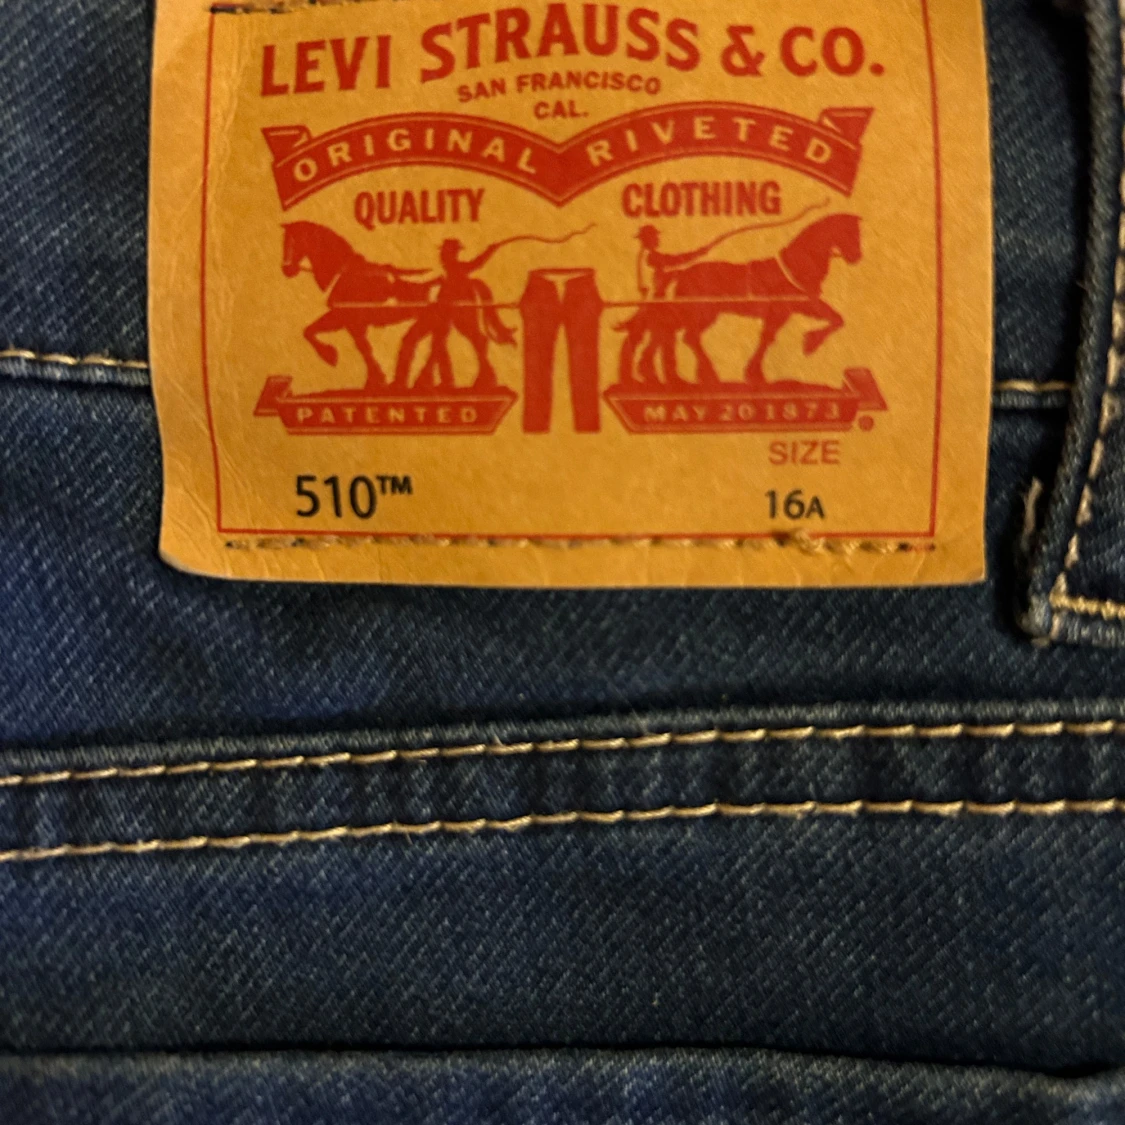 LEVI STRAUSS & CO.
SAN FRANCISCO
CAL.
ORIGINAL RIVETED
QUALITY CLOTHING
PATENTED MAY 20 1873 ®
SIZE
510™ 16A